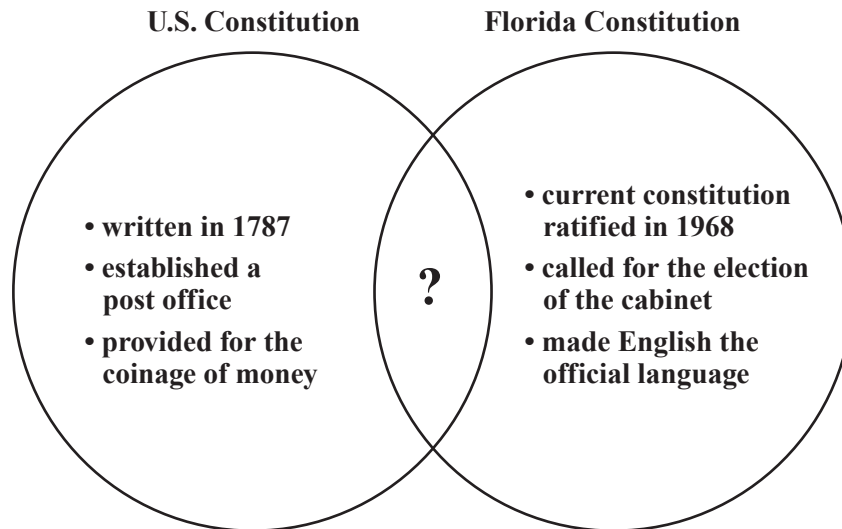 U.S. Constitution
Florida Constitution
• written in 1787
• established a
post office
• provided for the
coinage of money
?
• current constitution
ratified in 1968
• called for the election
of the cabinet
• made English the
official language